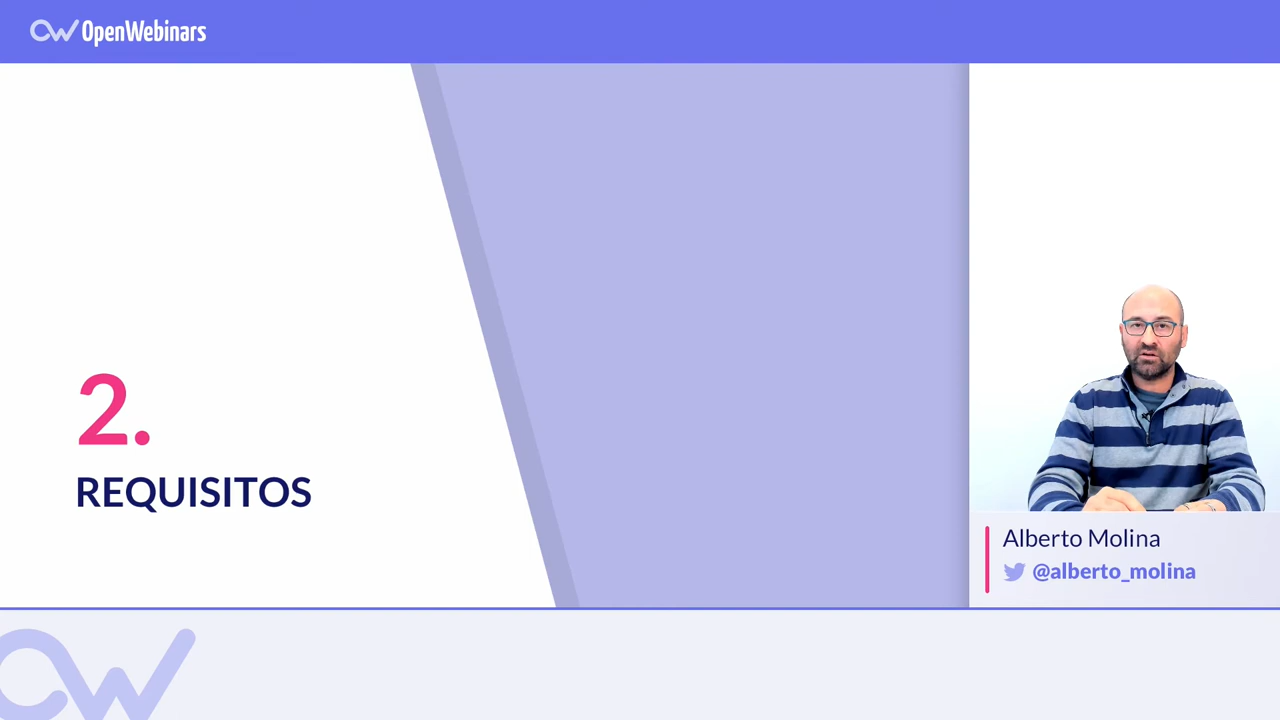 OpenWebinars
2.
REQUISITOS
Alberto Molina
@alberto_molina